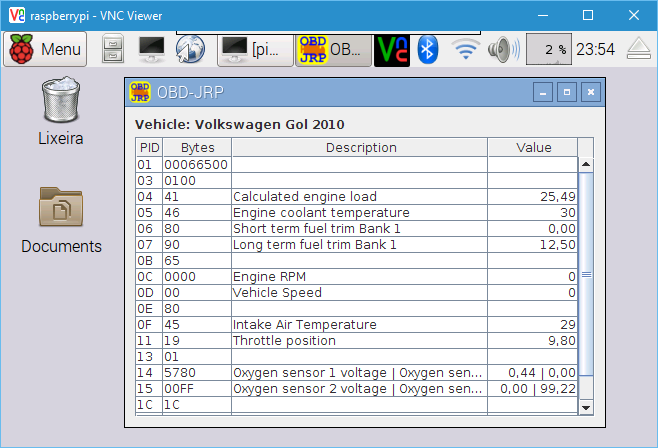 raspberrypi - VNC Viewer
Menu [pi... OBD JRP OB... VNC 2 % 23:54
Lixeira
Documents
OBD JRP OBD-JRP
Vehicle: Volkswagen Gol 2010
PID Bytes Description Value
01 00066500
03 0100
04 41 Calculated engine load 25,49
05 46 Engine coolant temperature 30
06 80 Short term fuel trim Bank 1 0,00
07 90 Long term fuel trim Bank 1 12,50
0B 65
0C 0000 Engine RPM 0
0D 00 Vehicle Speed 0
0E 80
0F 45 Intake Air Temperature 29
11 19 Throttle position 9,80
13 01
14 5780 Oxygen sensor 1 voltage | Oxygen sen... 0,44 | 0,00
15 00FF Oxygen sensor 2 voltage | Oxygen sen... 0,00 | 99,22
1C 1C